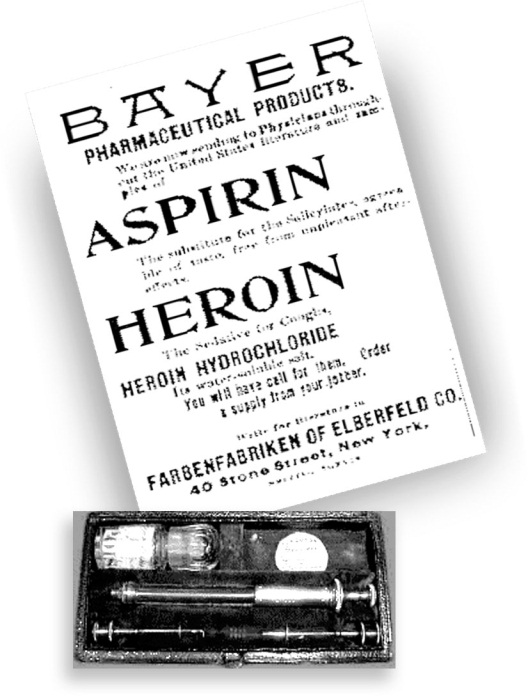 BAYER
PHARMACEUTICAL PRODUCTS.
We are now sending to Physicians through-
out the United States literature and sam-
ples of
ASPIRIN
The substitute for the Salicylates, agree-
ble of taste, free from unpleasant after-
effects.
HEROIN
The Sedative for Coughs,
HEROIN HYDROCHLORIDE
Its water-soluble salt.
You will have call for them. Order
a supply from your jobber.
Write for literature to
FARBENFABRIKEN OF ELBERFELD CO.
40 Stone Street, New York,